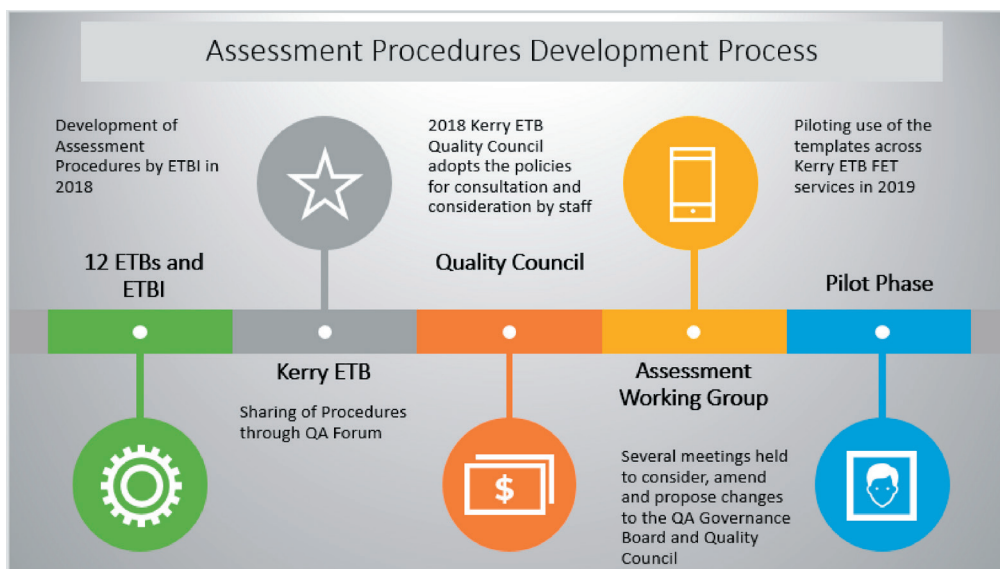 Assessment Procedures Development Process
Development of
Assessment
Procedures by ETBI in
2018
12 ETBs and
ETBI
Kerry ETB
Sharing of Procedures
through QA Forum
2018 Kerry ETB
Quality Council
adopts the policies
for consultation and
consideration by staff
Quality Council
$
Assessment
Working Group
Several meetings held
to consider, amend
and propose changes
to the QA Governance
Board and Quality
Council
Piloting use of the
templates across
Kerry ETB FET
services in 2019
Pilot Phase